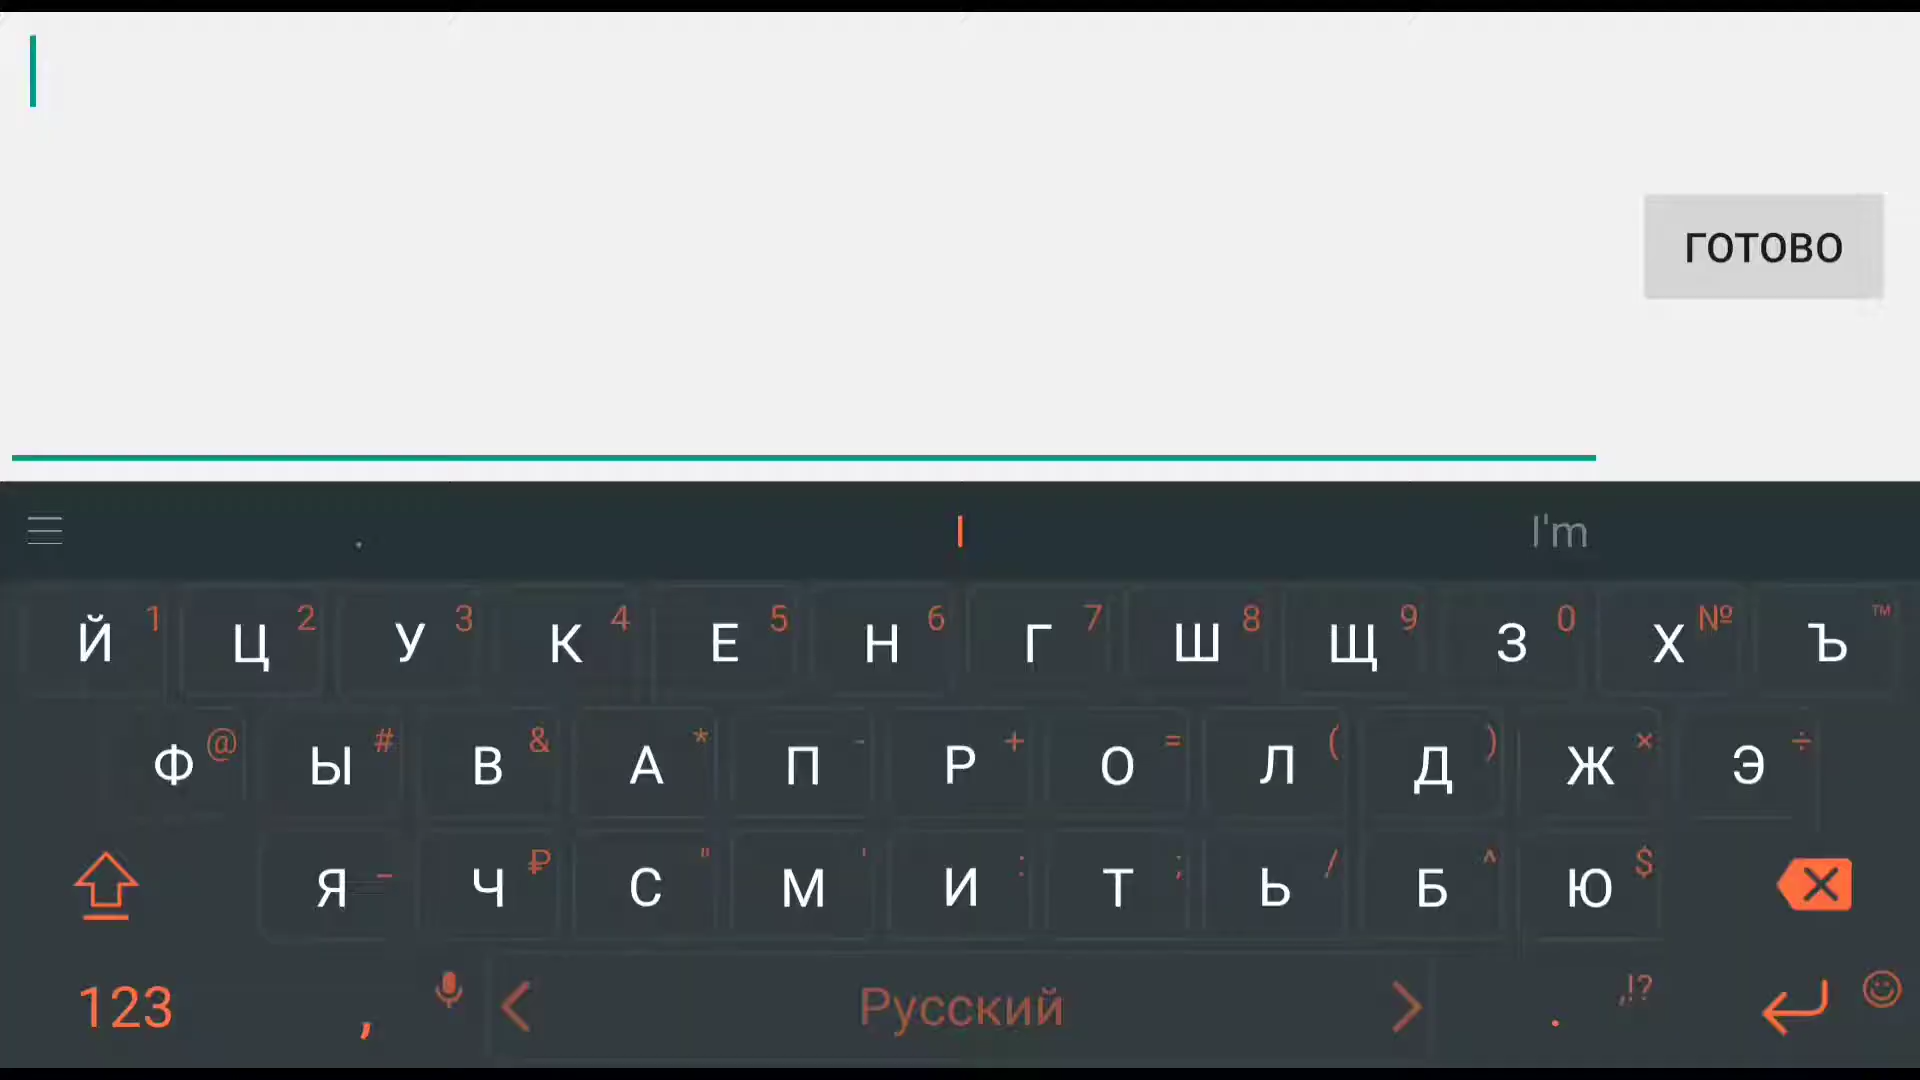 ГОТОВО
. I I'm
Й 1 Ц 2 У 3 К 4 Е 5 Н 6 Г 7 Ш 8 Щ 9 З 0 Х № Ъ ™
Ф @ Ы # В & А * П - Р + О = Л ( Д ) Ж × Э ÷
Я _ Ч ₽ С " М ' И : Т ; Ь / Б ^ Ю $
123 , Русский . ,!?